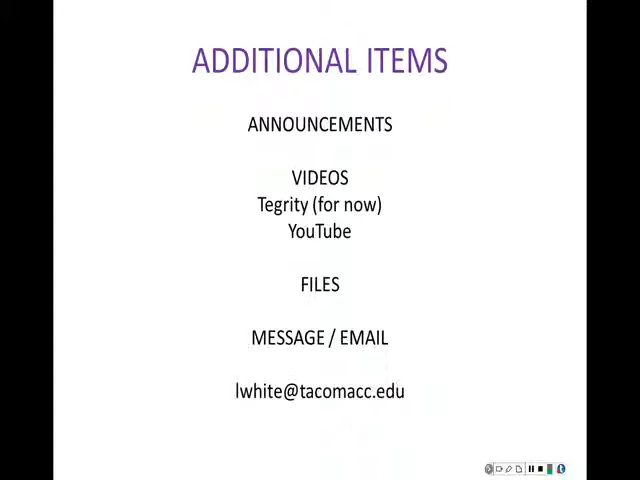 ADDITIONAL ITEMS
ANNOUNCEMENTS
VIDEOS
Tegrity (for now)
YouTube
FILES
MESSAGE / EMAIL
lwhite@tacomacc.edu